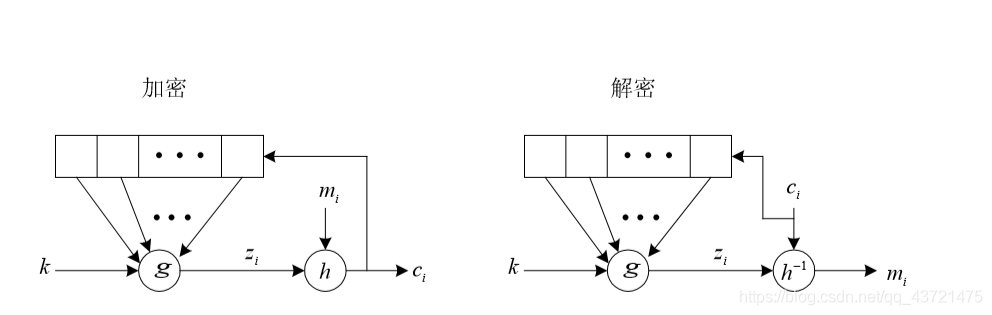 加密
解密
• • •
• • •
m_i
c_i
• • •
• • •
k
g
z_i
h
c_i
k
g
z_i
h⁻¹
m_i
https://blog.csdn.net/qq_43721475